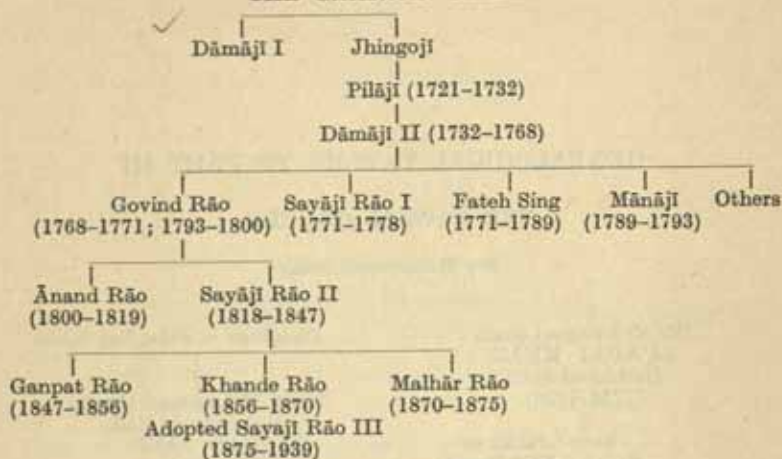 Dāmājī I Jhingojī
Pilājī (1721–1732)
Dāmājī II (1732–1768)
Govind Rāo Sayājī Rāo I Fateh Sing Mānājī Others
(1768–1771; 1793–1800) (1771–1778) (1771–1789) (1789–1793)
Ānand Rāo Sayājī Rāo II
(1800–1819) (1818–1847)
Ganpat Rāo Khande Rāo Malhār Rāo
(1847–1856) (1856–1870) (1870–1875)
Adopted Sayajī Rāo III
(1875–1939)